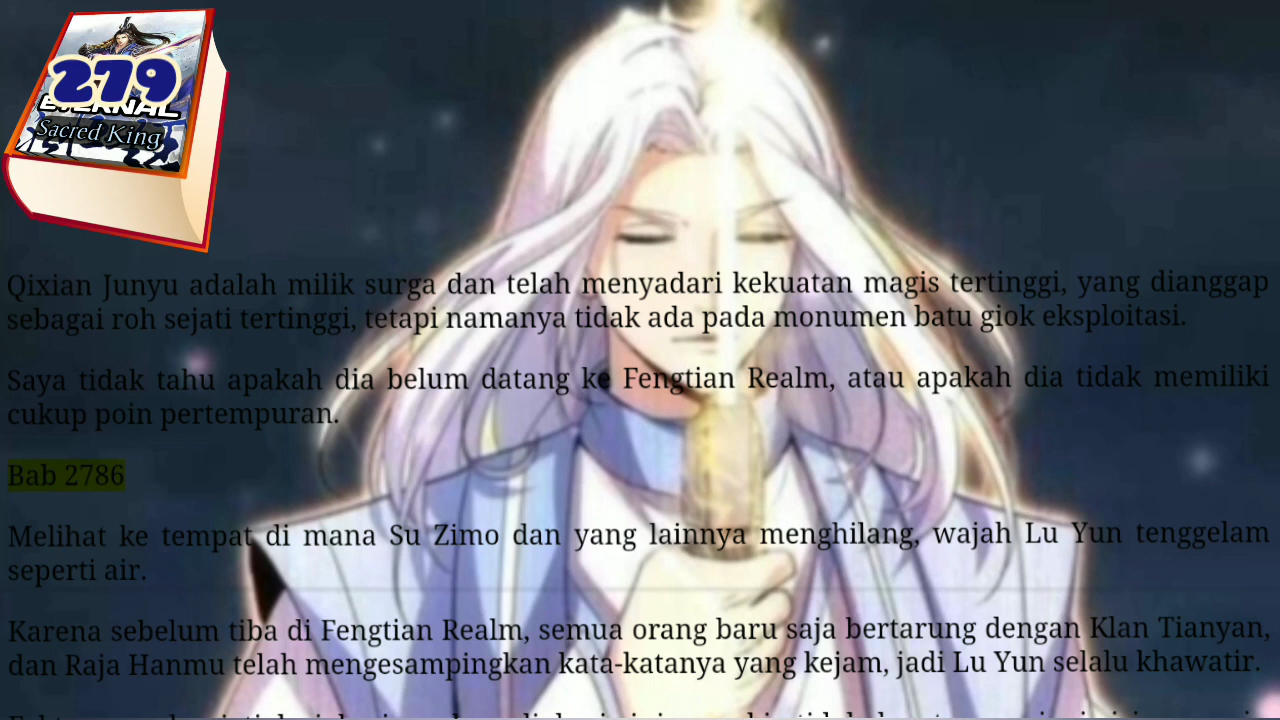 279
ETERNAL
Sacred King
Qixian Junyu adalah milik surga dan telah menyadari kekuatan magis tertinggi, yang dianggap
sebagai roh sejati tertinggi, tetapi namanya tidak ada pada monumen batu giok eksploitasi.
Saya tidak tahu apakah dia belum datang ke Fengtian Realm, atau apakah dia tidak memiliki
cukup poin pertempuran.
Bab 2786
Melihat ke tempat di mana Su Zimo dan yang lainnya menghilang, wajah Lu Yun tenggelam
seperti air.
Karena sebelum tiba di Fengtian Realm, semua orang baru saja bertarung dengan Klan Tianyan,
dan Raja Hanmu telah mengesampingkan kata-katanya yang kejam, jadi Lu Yun selalu khawatir.